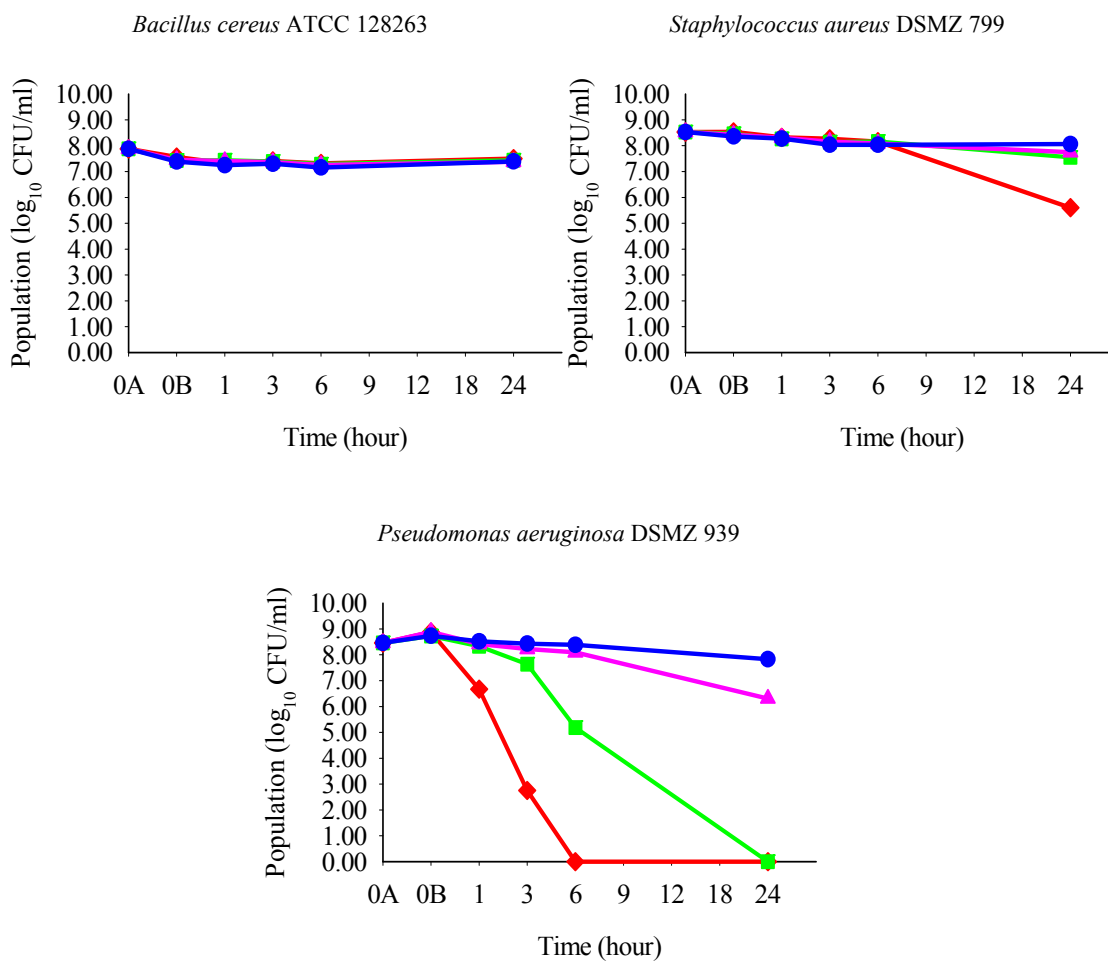 Bacillus cereus ATCC 128263
Population (log10 CFU/ml)
10.00
9.00
8.00
7.00
6.00
5.00
4.00
3.00
2.00
1.00
0.00
0A 0B 1 3 6 9 12 18 24
Time (hour)
Staphylococcus aureus DSMZ 799
Population (log10 CFU/ml)
10.00
9.00
8.00
7.00
6.00
5.00
4.00
3.00
2.00
1.00
0.00
0A 0B 1 3 6 9 12 18 24
Time (hour)
Pseudomonas aeruginosa DSMZ 939
Population (log10 CFU/ml)
10.00
9.00
8.00
7.00
6.00
5.00
4.00
3.00
2.00
1.00
0.00
0A 0B 1 3 6 9 12 18 24
Time (hour)